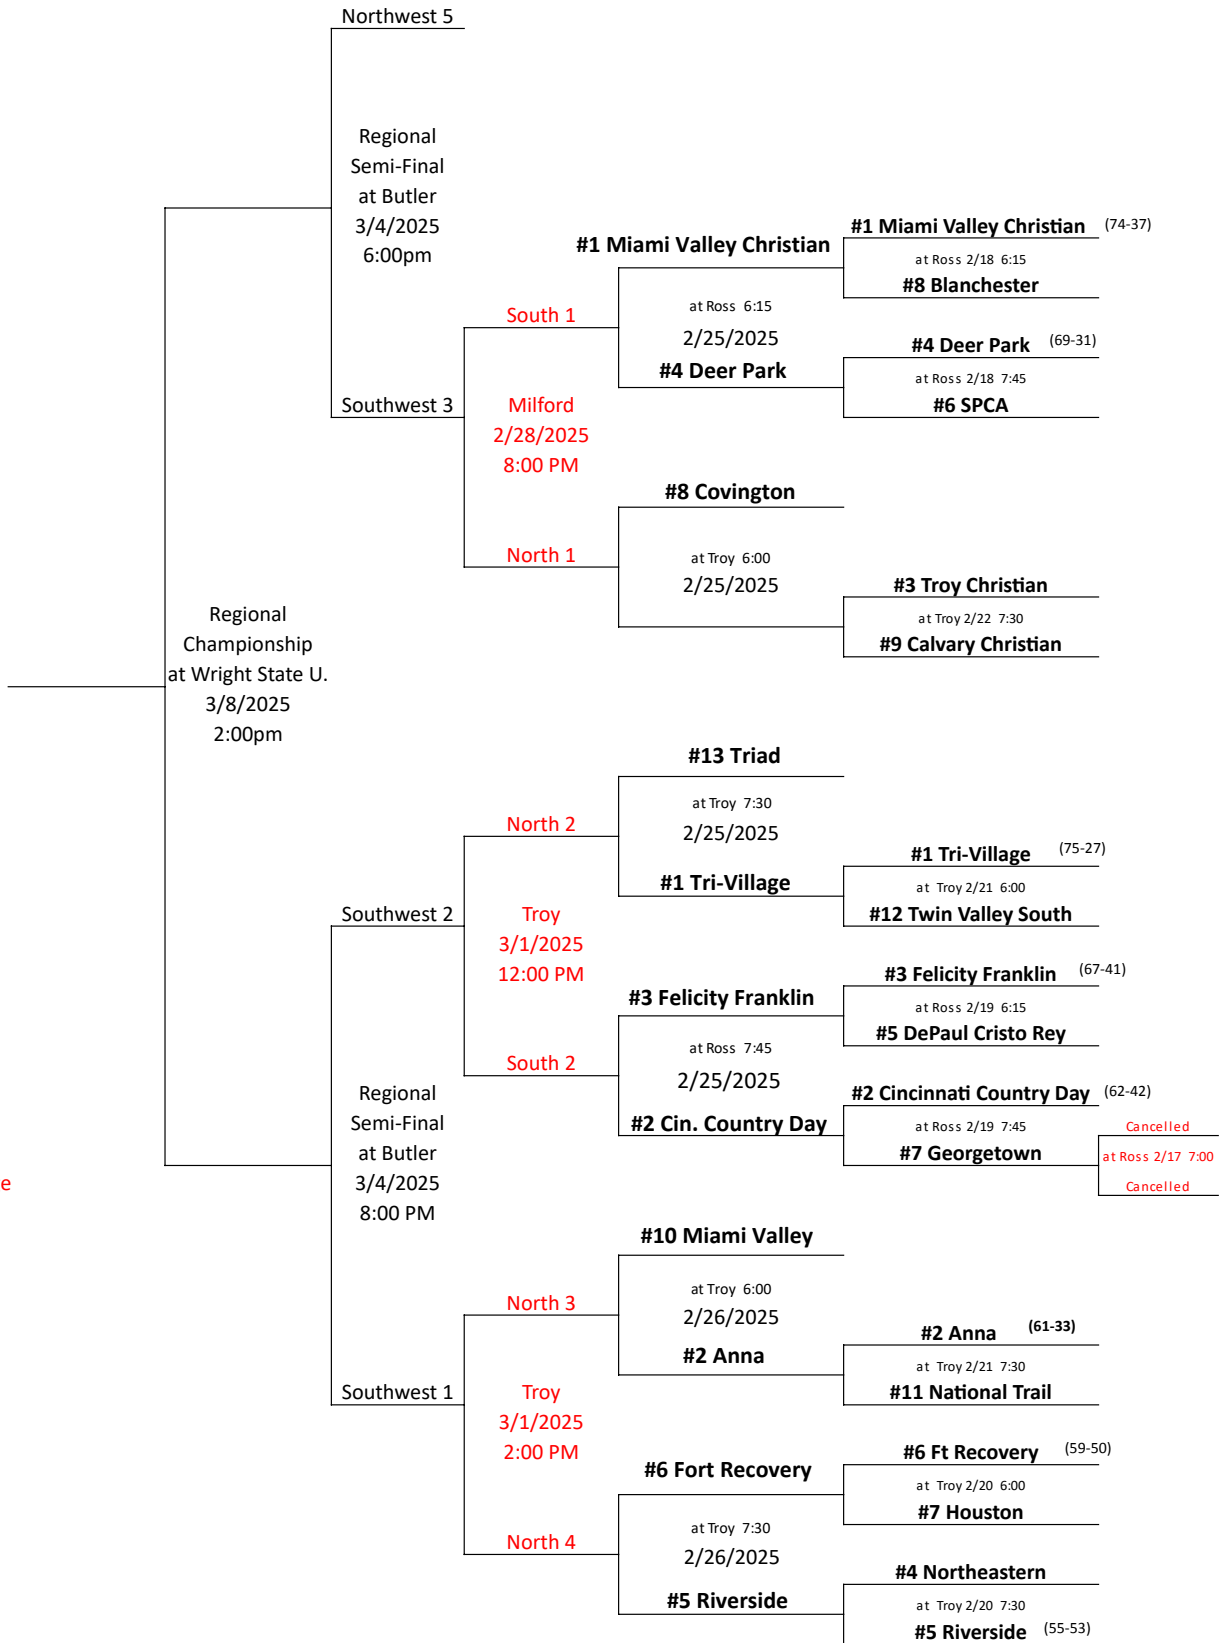 Northwest 5
Regional
Semi-Final
at Butler
3/4/2025
6:00pm
#1 Miami Valley Christian (74-37)
#1 Miami Valley Christian
at Ross 2/18 6:15
#8 Blanchester
at Ross 6:15
South 1
2/25/2025
#4 Deer Park (69-31)
#4 Deer Park
at Ross 2/18 7:45
Southwest 3
Milford
#6 SPCA
2/28/2025
8:00 PM
#8 Covington
North 1
at Troy 6:00
2/25/2025
#3 Troy Christian
Regional
Championship
at Wright State U.
3/8/2025
2:00pm
at Troy 2/22 7:30
#9 Calvary Christian
#13 Triad
at Troy 7:30
North 2
2/25/2025
#1 Tri-Village (75-27)
#1 Tri-Village
at Troy 2/21 6:00
Southwest 2
Troy
#12 Twin Valley South
3/1/2025
12:00 PM
#3 Felicity Franklin (67-41)
#3 Felicity Franklin
at Ross 2/19 6:15
#5 DePaul Cristo Rey
at Ross 7:45
South 2
2/25/2025
Regional
Semi-Final
at Butler
3/4/2025
8:00 PM
#2 Cincinnati Country Day (62-42)
#2 Cin. Country Day
at Ross 2/19 7:45
Cancelled
#7 Georgetown
at Ross 2/17 7:00
Cancelled
e
#10 Miami Valley
at Troy 6:00
North 3
2/26/2025
#2 Anna (61-33)
#2 Anna
at Troy 2/21 7:30
Southwest 1
Troy
#11 National Trail
3/1/2025
2:00 PM
#6 Ft Recovery (59-50)
#6 Fort Recovery
at Troy 2/20 6:00
#7 Houston
at Troy 7:30
North 4
2/26/2025
#4 Northeastern
#5 Riverside
at Troy 2/20 7:30
#5 Riverside (55-53)